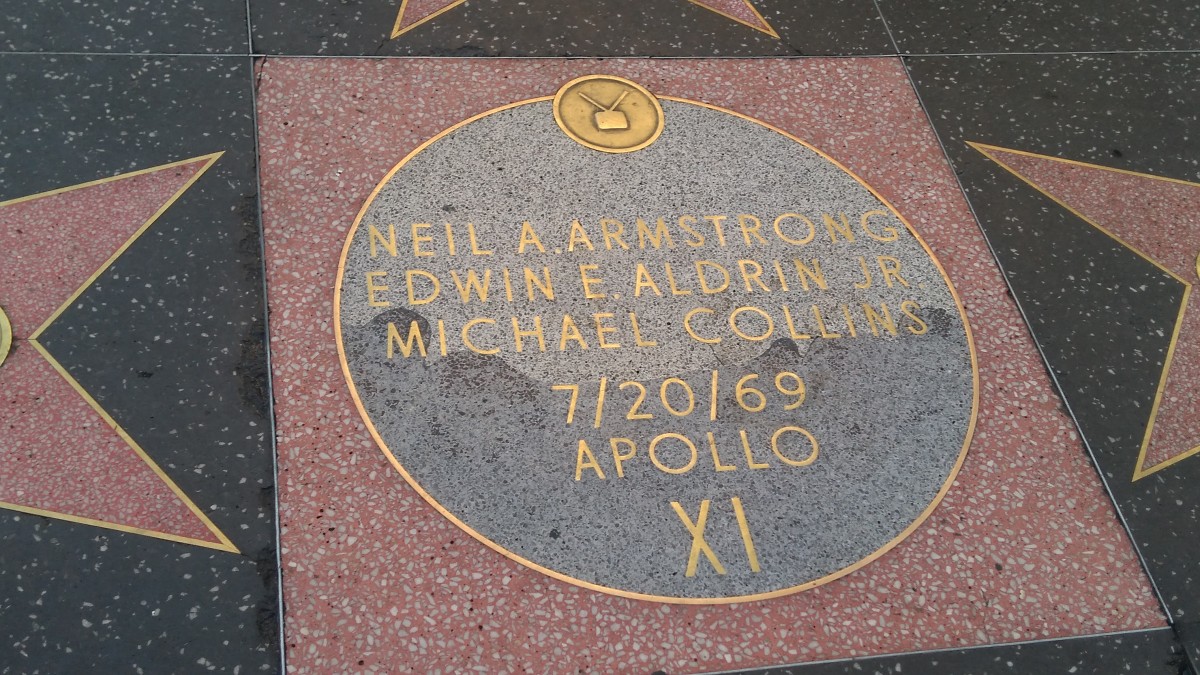 NEIL A. ARMSTRONG
EDWIN E. ALDRIN JR.
MICHAEL COLLINS
7/20/69
APOLLO
XI